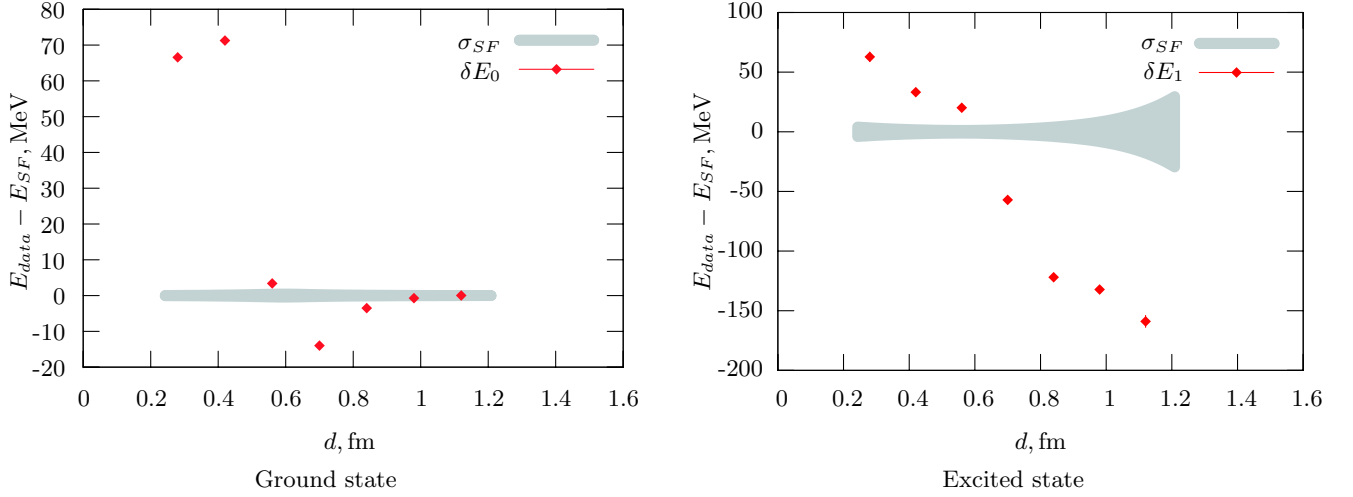 E_{data} − E_{SF}, MeV
80
70
60
50
40
30
20
10
0
-10
-20
0 0.2 0.4 0.6 0.8 1 1.2 1.4 1.6
d, fm
σ_{SF}
δE_0
Ground state
E_{data} − E_{SF}, MeV
100
50
0
-50
-100
-150
-200
0 0.2 0.4 0.6 0.8 1 1.2 1.4 1.6
d, fm
σ_{SF}
δE_1
Excited state